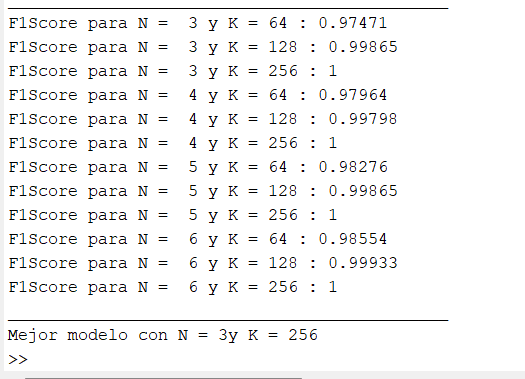 F1Score para N =  3 y K = 64 : 0.97471
F1Score para N =  3 y K = 128 : 0.99865
F1Score para N =  3 y K = 256 : 1
F1Score para N =  4 y K = 64 : 0.97964
F1Score para N =  4 y K = 128 : 0.99798
F1Score para N =  4 y K = 256 : 1
F1Score para N =  5 y K = 64 : 0.98276
F1Score para N =  5 y K = 128 : 0.99865
F1Score para N =  5 y K = 256 : 1
F1Score para N =  6 y K = 64 : 0.98554
F1Score para N =  6 y K = 128 : 0.99933
F1Score para N =  6 y K = 256 : 1
Mejor modelo con N = 3y K = 256
>>